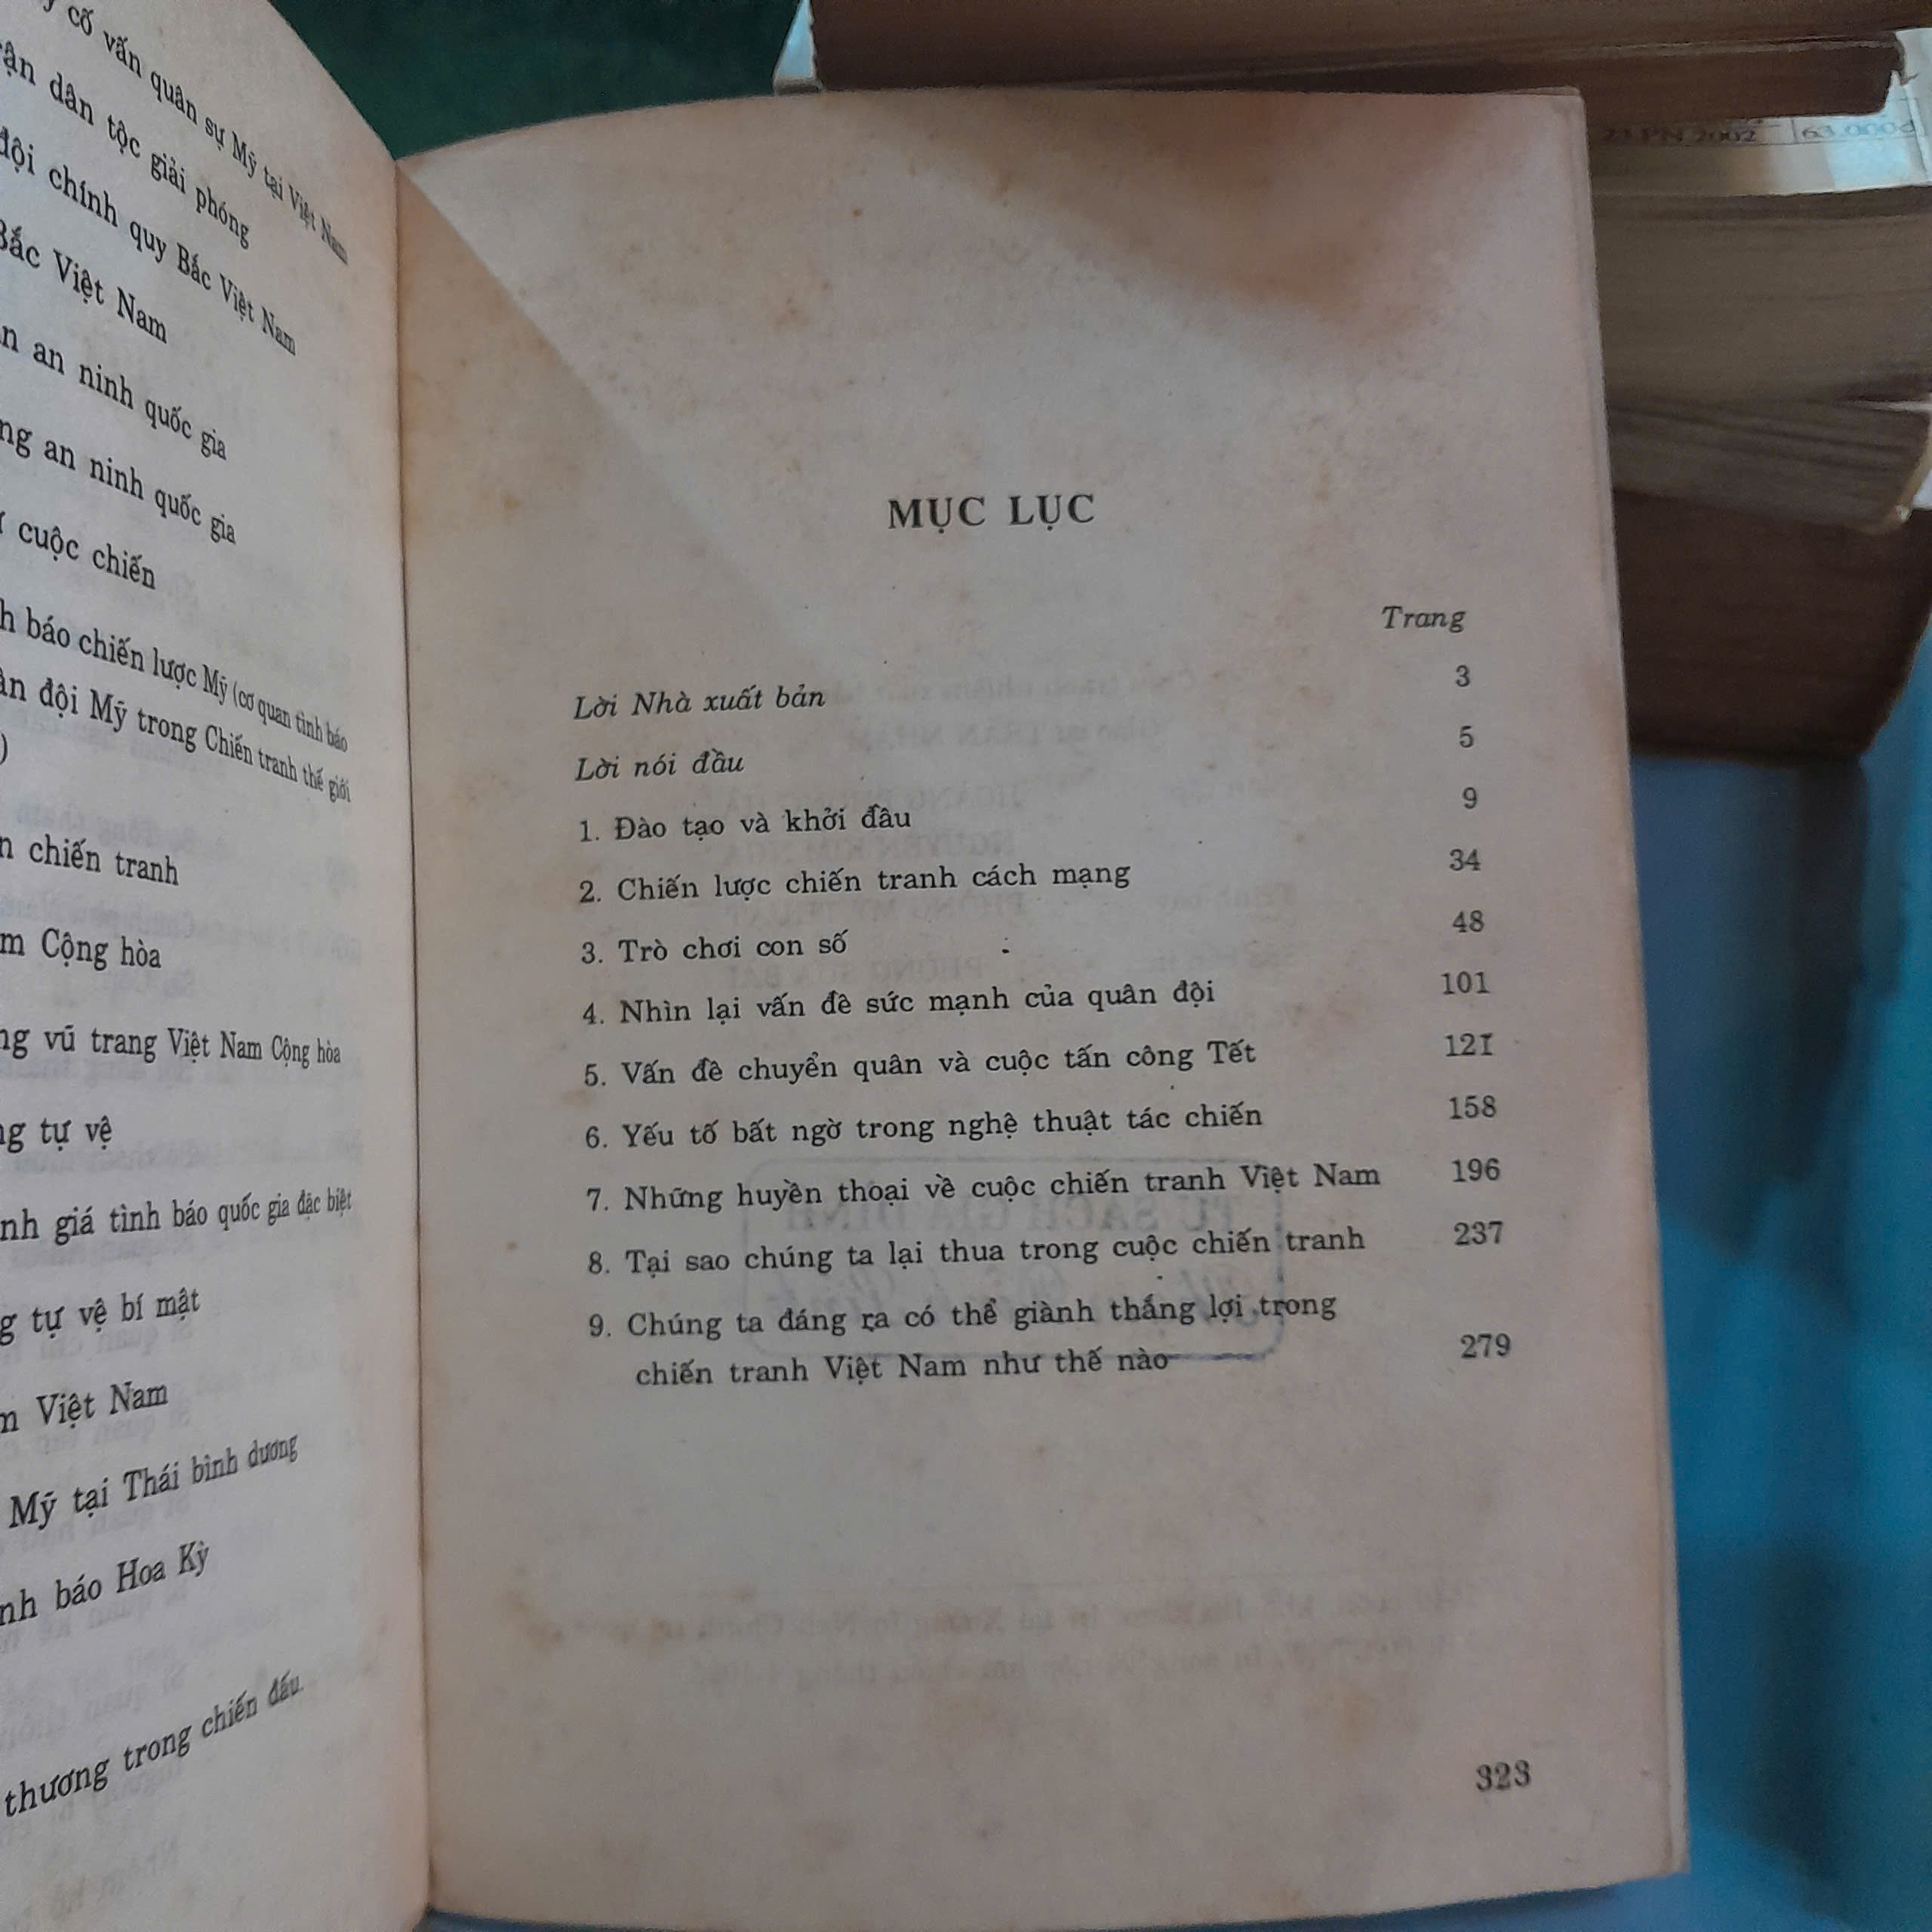 cố vấn quân sự Mỹ tại Việt Nam
dân tộc giải phóng
đội chính quy Bắc Việt Nam
Bắc Việt Nam
an ninh quốc gia
an ninh quốc gia
cuộc chiến
báo chiến lược Mỹ (cơ quan tình báo
đội Mỹ trong Chiến tranh thế giới
)
chiến tranh
Cộng hòa
vũ trang Việt Nam Cộng hòa
tự vệ
giá tình báo quốc gia đặc biệt
tự vệ bí mật
Việt Nam
Mỹ tại Thái bình dương
báo Hoa Kỳ
thương trong chiến đấu.
MỤC LỤC
Trang
Lời Nhà xuất bản 3
Lời nói đầu 5
1. Đào tạo và khởi đầu 9
2. Chiến lược chiến tranh cách mạng 34
3. Trò chơi con số 48
4. Nhìn lại vấn đề sức mạnh của quân đội 101
5. Vấn đề chuyển quân và cuộc tấn công Tết 121
6. Yếu tố bất ngờ trong nghệ thuật tác chiến 158
7. Những huyền thoại về cuộc chiến tranh Việt Nam 196
8. Tại sao chúng ta lại thua trong cuộc chiến tranh 237
9. Chúng ta đáng ra có thể giành thắng lợi trong
chiến tranh Việt Nam như thế nào 279
323
2002 63.000đ